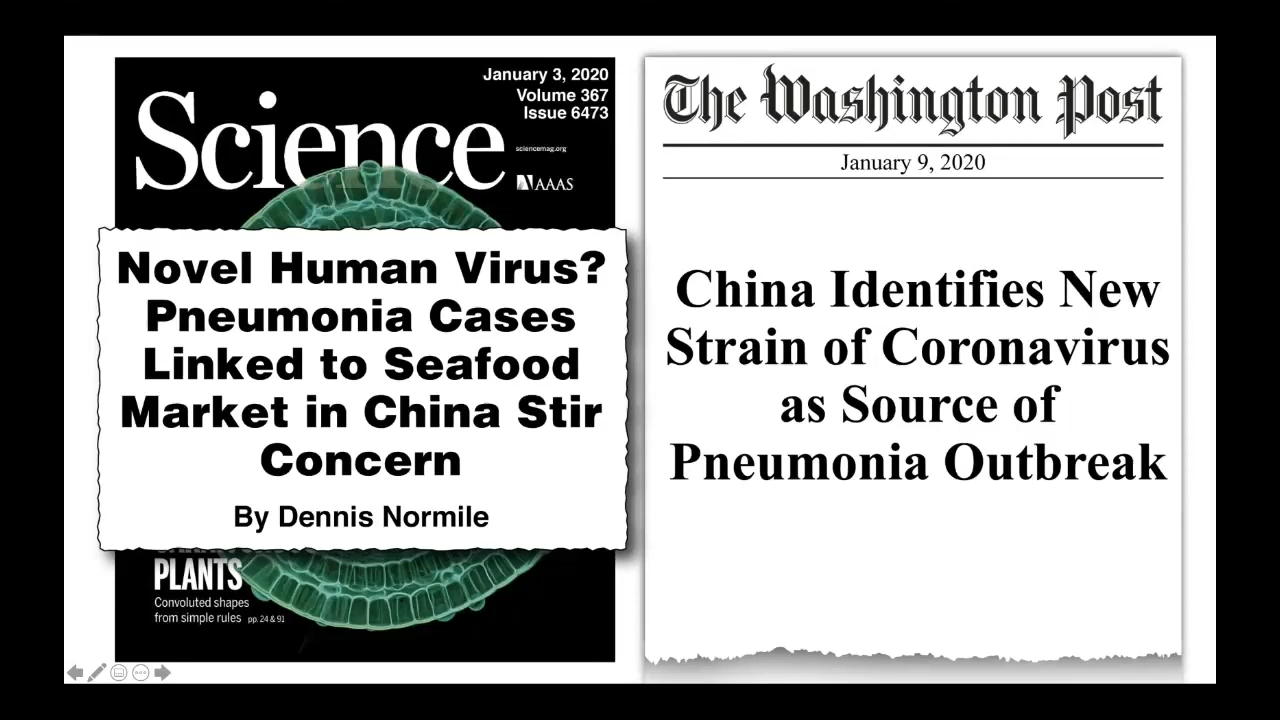 January 3, 2020
Volume 367
Issue 6473
Science
sciencemag.org
AAAS
Novel Human Virus?
Pneumonia Cases
Linked to Seafood
Market in China Stir
Concern
By Dennis Normile
PLANTS
Convoluted shapes
from simple rules pp. 24 & 91
The Washington Post
January 9, 2020
China Identifies New
Strain of Coronavirus
as Source of
Pneumonia Outbreak